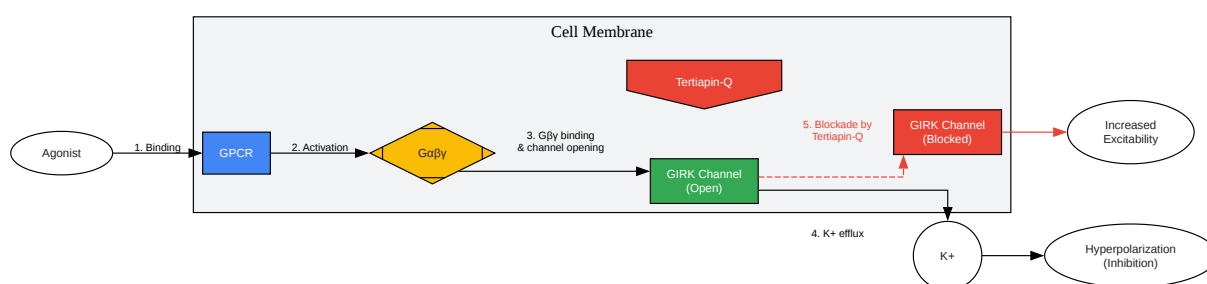 Cell Membrane
Tertiapin-Q
Agonist
1. Binding
GPCR
2. Activation
Gαβγ
3. Gβγ binding
& channel opening
GIRK Channel
(Open)
5. Blockade by
Tertiapin-Q
GIRK Channel
(Blocked)
Increased
Excitability
4. K+ efflux
K+
Hyperpolarization
(Inhibition)